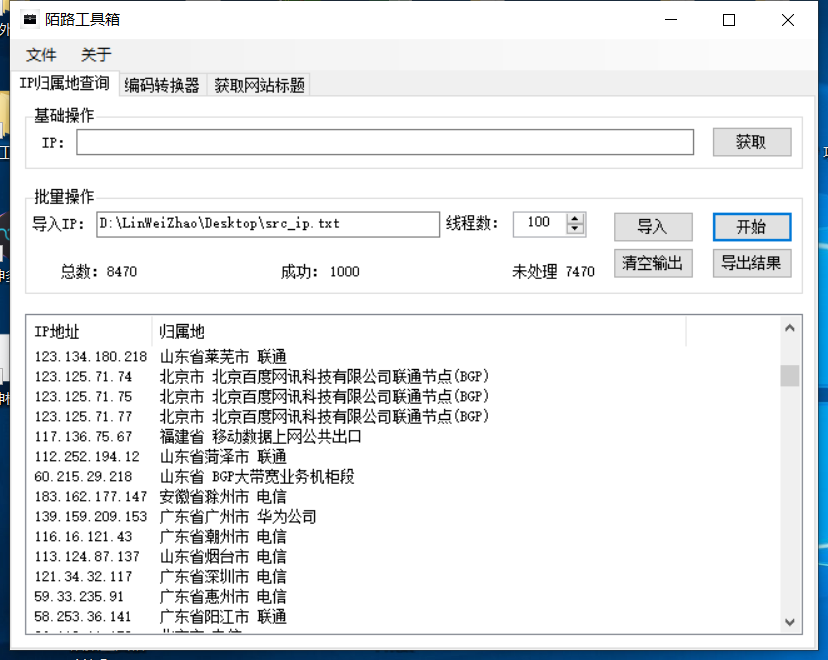 陌路工具箱
文件 关于
IP归属地查询 编码转换器 获取网站标题
基础操作
IP: 获取
批量操作
导入IP: D:\LinWeiZhao\Desktop\src_ip.txt 线程数: 100 导入 开始
总数: 8470 成功: 1000 未处理 7470 清空输出 导出结果
IP地址 归属地
123.134.180.218 山东省莱芜市 联通
123.125.71.74 北京市 北京百度网讯科技有限公司联通节点(BGP)
123.125.71.75 北京市 北京百度网讯科技有限公司联通节点(BGP)
123.125.71.77 北京市 北京百度网讯科技有限公司联通节点(BGP)
117.136.75.67 福建省 移动数据上网公共出口
112.252.194.12 山东省菏泽市 联通
60.215.29.218 山东省 BGP大带宽业务机柜段
183.162.177.147 安徽省滁州市 电信
139.159.209.153 广东省广州市 华为公司
116.16.121.43 广东省潮州市 电信
113.124.87.137 山东省烟台市 电信
121.34.32.117 广东省深圳市 电信
59.33.235.91 广东省惠州市 电信
58.253.36.141 广东省阳江市 联通